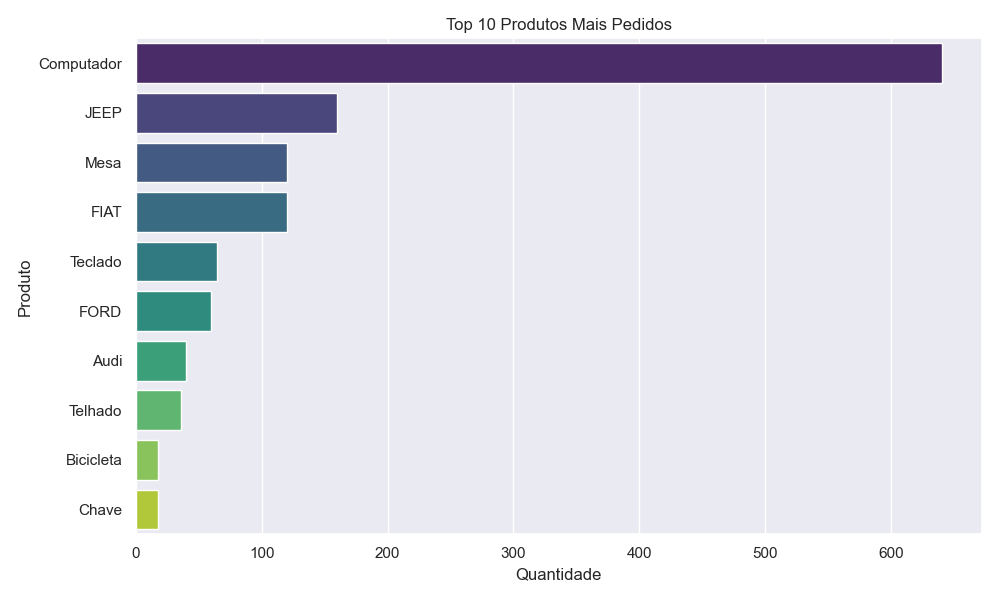 Top 10 Produtos Mais Pedidos
Produto
Computador
JEEP
Mesa
FIAT
Teclado
FORD
Audi
Telhado
Bicicleta
Chave
0 100 200 300 400 500 600
Quantidade